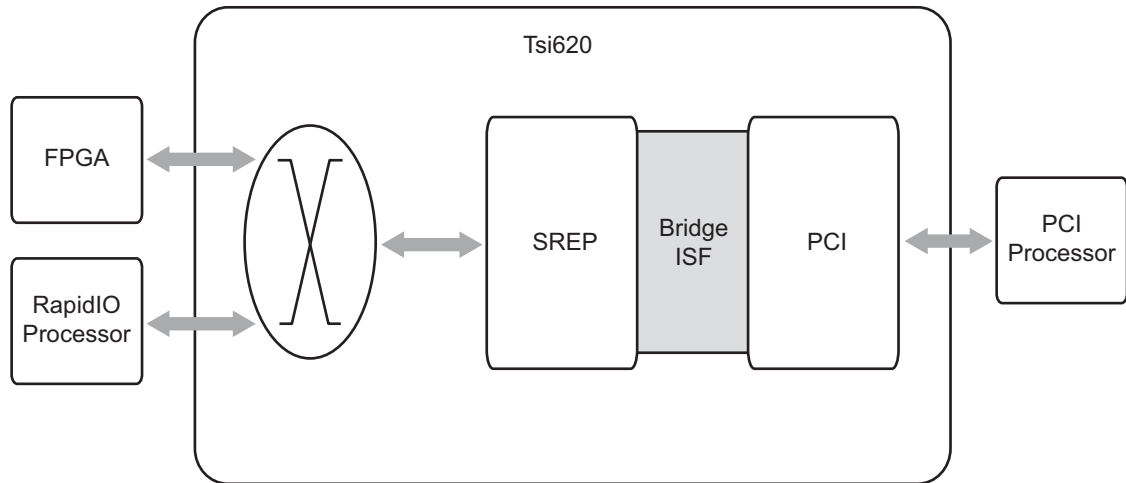 Tsi620
FPGA
RapidIO
Processor
SREP
Bridge
ISF
PCI
PCI
Processor